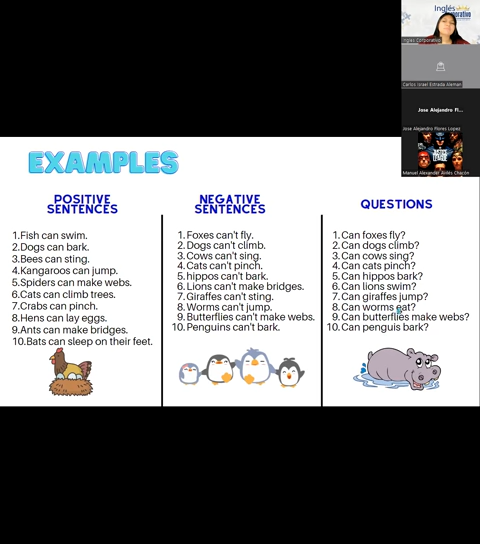 Inglés
Corporativo
Inglés Corporativo
Carlos Israel Estrada Aleman
Jose Alejandro Fl...
Jose Alejandro Flores Lopez
Manuel Alexander Avilés Chacón
EXAMPLES
POSITIVE
SENTENCES
1.Fish can swim.
2.Dogs can bark.
3.Bees can sting.
4.Kangaroos can jump.
5.Spiders can make webs.
6.Cats can climb trees.
7.Crabs can pinch.
8.Hens can lay eggs.
9.Ants can make bridges.
10.Bats can sleep on their feet.
NEGATIVE
SENTENCES
1. Foxes can't fly.
2. Dogs can't climb.
3. Cows can't sing.
4. Cats can't pinch.
5. hippos can't bark.
6. Lions can't make bridges.
7. Giraffes can't sting.
8. Worms can't jump.
9. Butterflies can't make webs.
10. Penguins can't bark.
QUESTIONS
1. Can foxes fly?
2. Can dogs climb?
3. Can cows sing?
4. Can cats pinch?
5. Can hippos bark?
6. Can lions swim?
7. Can giraffes jump?
8. Can worms eat?
9. Can butterflies make webs?
10. Can penguis bark?